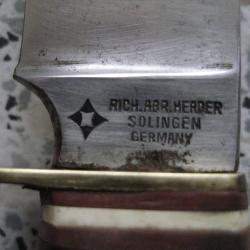 RICH. ABR. HERDER
SOLINGEN
GERMANY